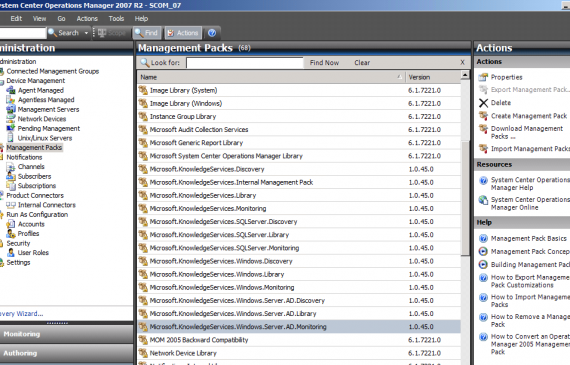 System Center Operations Manager 2007 R2 - SCOM_07
Edit View Go Actions Tools Help
Search Scope Find Actions
ministration
Management Packs (68)
Actions
dministration
Connected Management Groups
Device Management
Agent Managed
Agentless Managed
Management Servers
Network Devices
Pending Management
Unix/Linux Servers
Management Packs
Notifications
Channels
Subscribers
Subscriptions
Product Connectors
Internal Connectors
Run As Configuration
Accounts
Profiles
Security
User Roles
Settings
overy Wizard...
Monitoring
Authoring
Look for: Find Now Clear X
Name Version
Image Library (System) 6.1.7221.0
Image Library (Windows) 6.1.7221.0
Instance Group Library 6.1.7221.0
Microsoft Audit Collection Services 6.1.7221.0
Microsoft Generic Report Library 6.1.7221.0
Microsoft System Center Operations Manager Library 6.1.7221.0
Microsoft.KnowledgeServices.Discovery 1.0.45.0
Microsoft.KnowledgeServices.Internal Management Pack 1.0.45.0
Microsoft.KnowledgeServices.Library 1.0.45.0
Microsoft.KnowledgeServices.Monitoring 1.0.45.0
Microsoft.KnowledgeServices.SQLServer.Discovery 1.0.45.0
Microsoft.KnowledgeServices.SQLServer.Library 1.0.45.0
Microsoft.KnowledgeServices.SQLServer.Monitoring 1.0.45.0
Microsoft.KnowledgeServices.Windows.Discovery 1.0.45.0
Microsoft.KnowledgeServices.Windows.Library 1.0.45.0
Microsoft.KnowledgeServices.Windows.Monitoring 1.0.45.0
Microsoft.KnowledgeServices.Windows.Server.AD.Discovery 1.0.45.0
Microsoft.KnowledgeServices.Windows.Server.AD.Library 1.0.45.0
Microsoft.KnowledgeServices.Windows.Server.AD.Monitoring 1.0.45.0
MOM 2005 Backward Compatibility 6.1.7221.0
Network Device Library 6.1.7221.0
Actions
Properties
Export Management Pack...
Delete
Create Management Pack
Download Management
Packs ...
Import Management Packs
Resources
System Center Operations
Manager Help
System Center Operations
Manager Online
Help
Management Pack Basics
Management Pack Concep
Building Management Pac
How to Export Manageme
Pack Customizations
How to Import Manageme
Packs
How to Remove a Manage
Pack
How to Convert an Operat
Manager 2005 Managemen
Pack